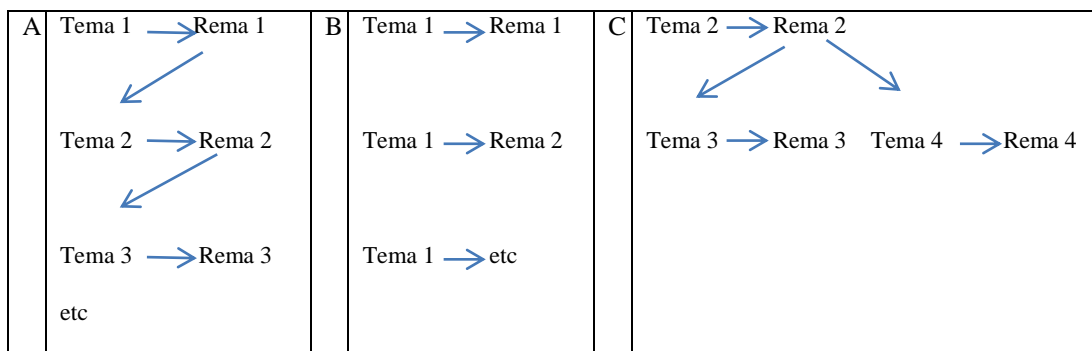 A
Tema 1 Rema 1
Tema 2 Rema 2
Tema 3 Rema 3
etc
B
Tema 1 Rema 1
Tema 1 Rema 2
Tema 1 etc
C
Tema 2 Rema 2
Tema 3 Rema 3 Tema 4 Rema 4